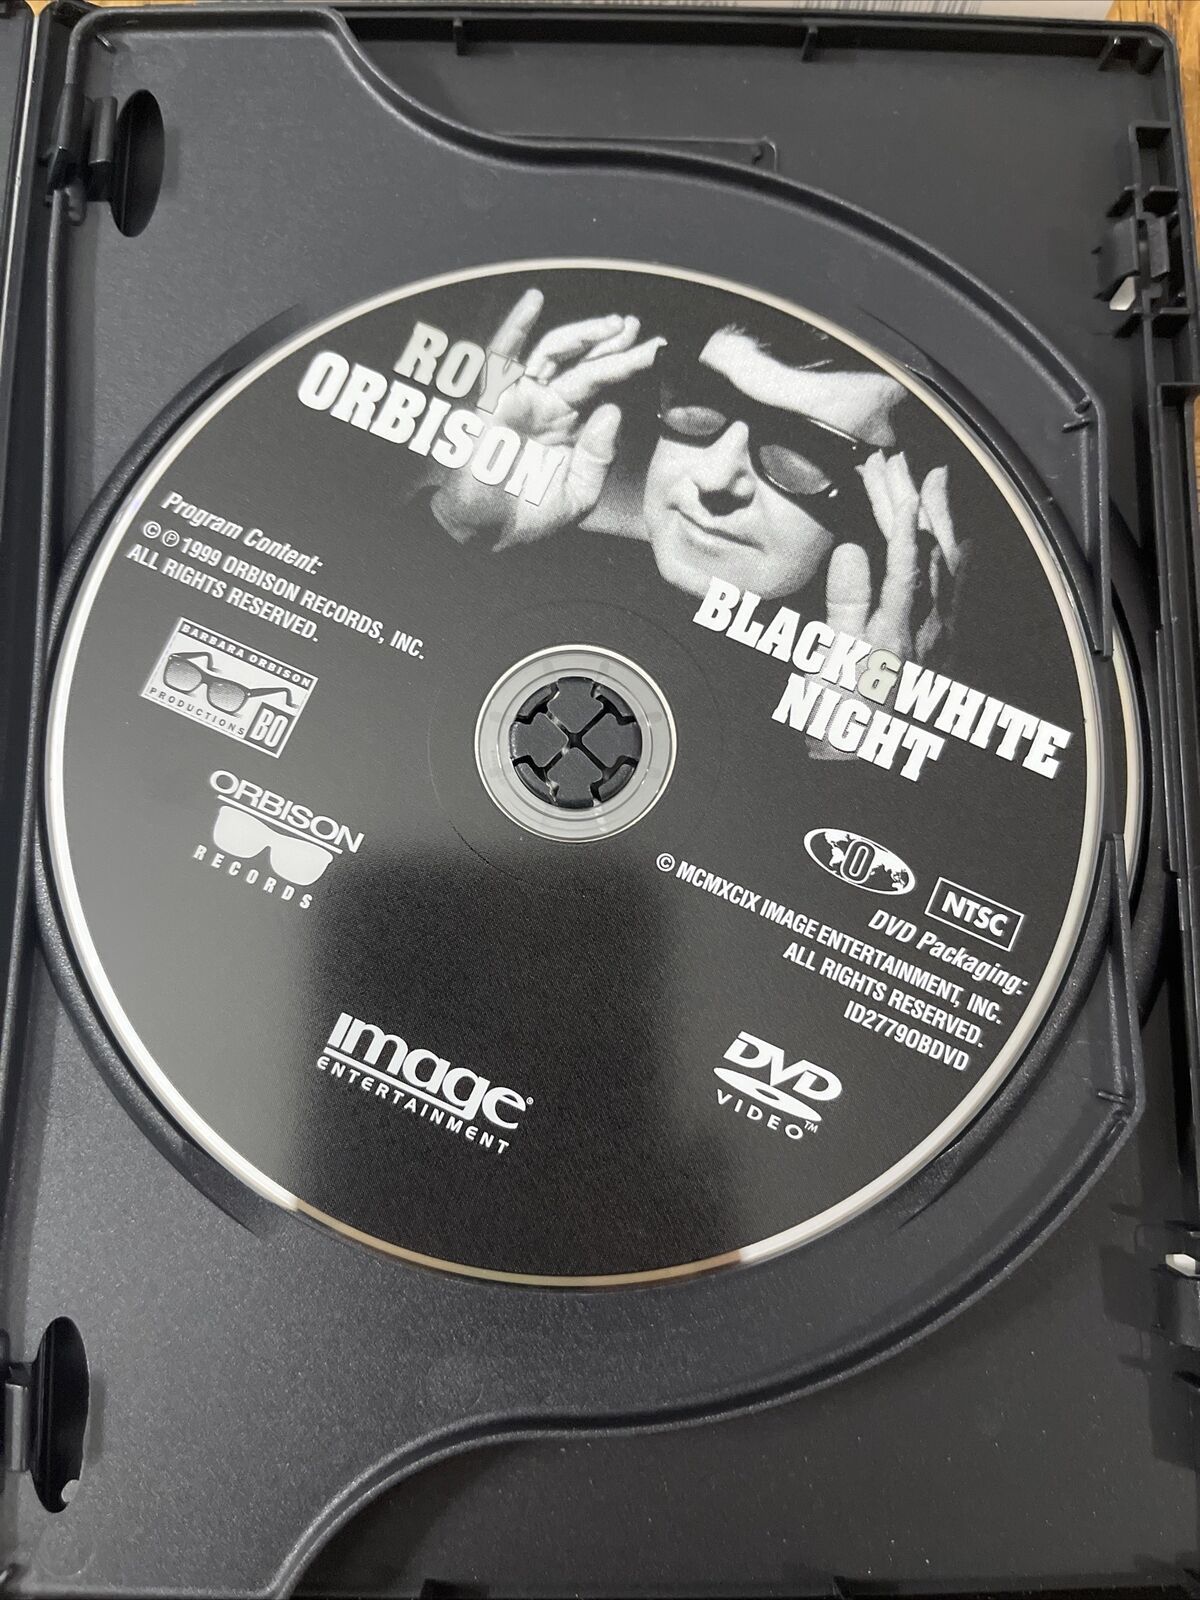 ROY
ORBISON
BLACK&WHITE
NIGHT
Program Content:
© ℗ 1999 ORBISON RECORDS, INC.
ALL RIGHTS RESERVED.
BARBARA ORBISON
BO
PRODUCTIONS
ORBISON
RECORDS
0
NTSC
DVD Packaging:
© MCMXCIX IMAGE ENTERTAINMENT, INC.
ALL RIGHTS RESERVED.
ID2779OBDVD
image®
ENTERTAINMENT
DVD
VIDEO™